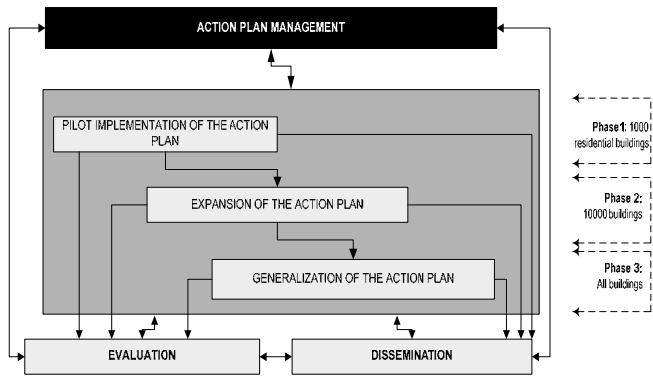 ACTION PLAN MANAGEMENT
PILOT IMPLEMENTATION OF THE ACTION
PLAN
Phase1: 1000
residential buildings
EXPANSION OF THE ACTION PLAN
Phase 2:
10000 buildings
GENERALIZATION OF THE ACTION PLAN
Phase 3:
All buildings
EVALUATION
DISSEMINATION